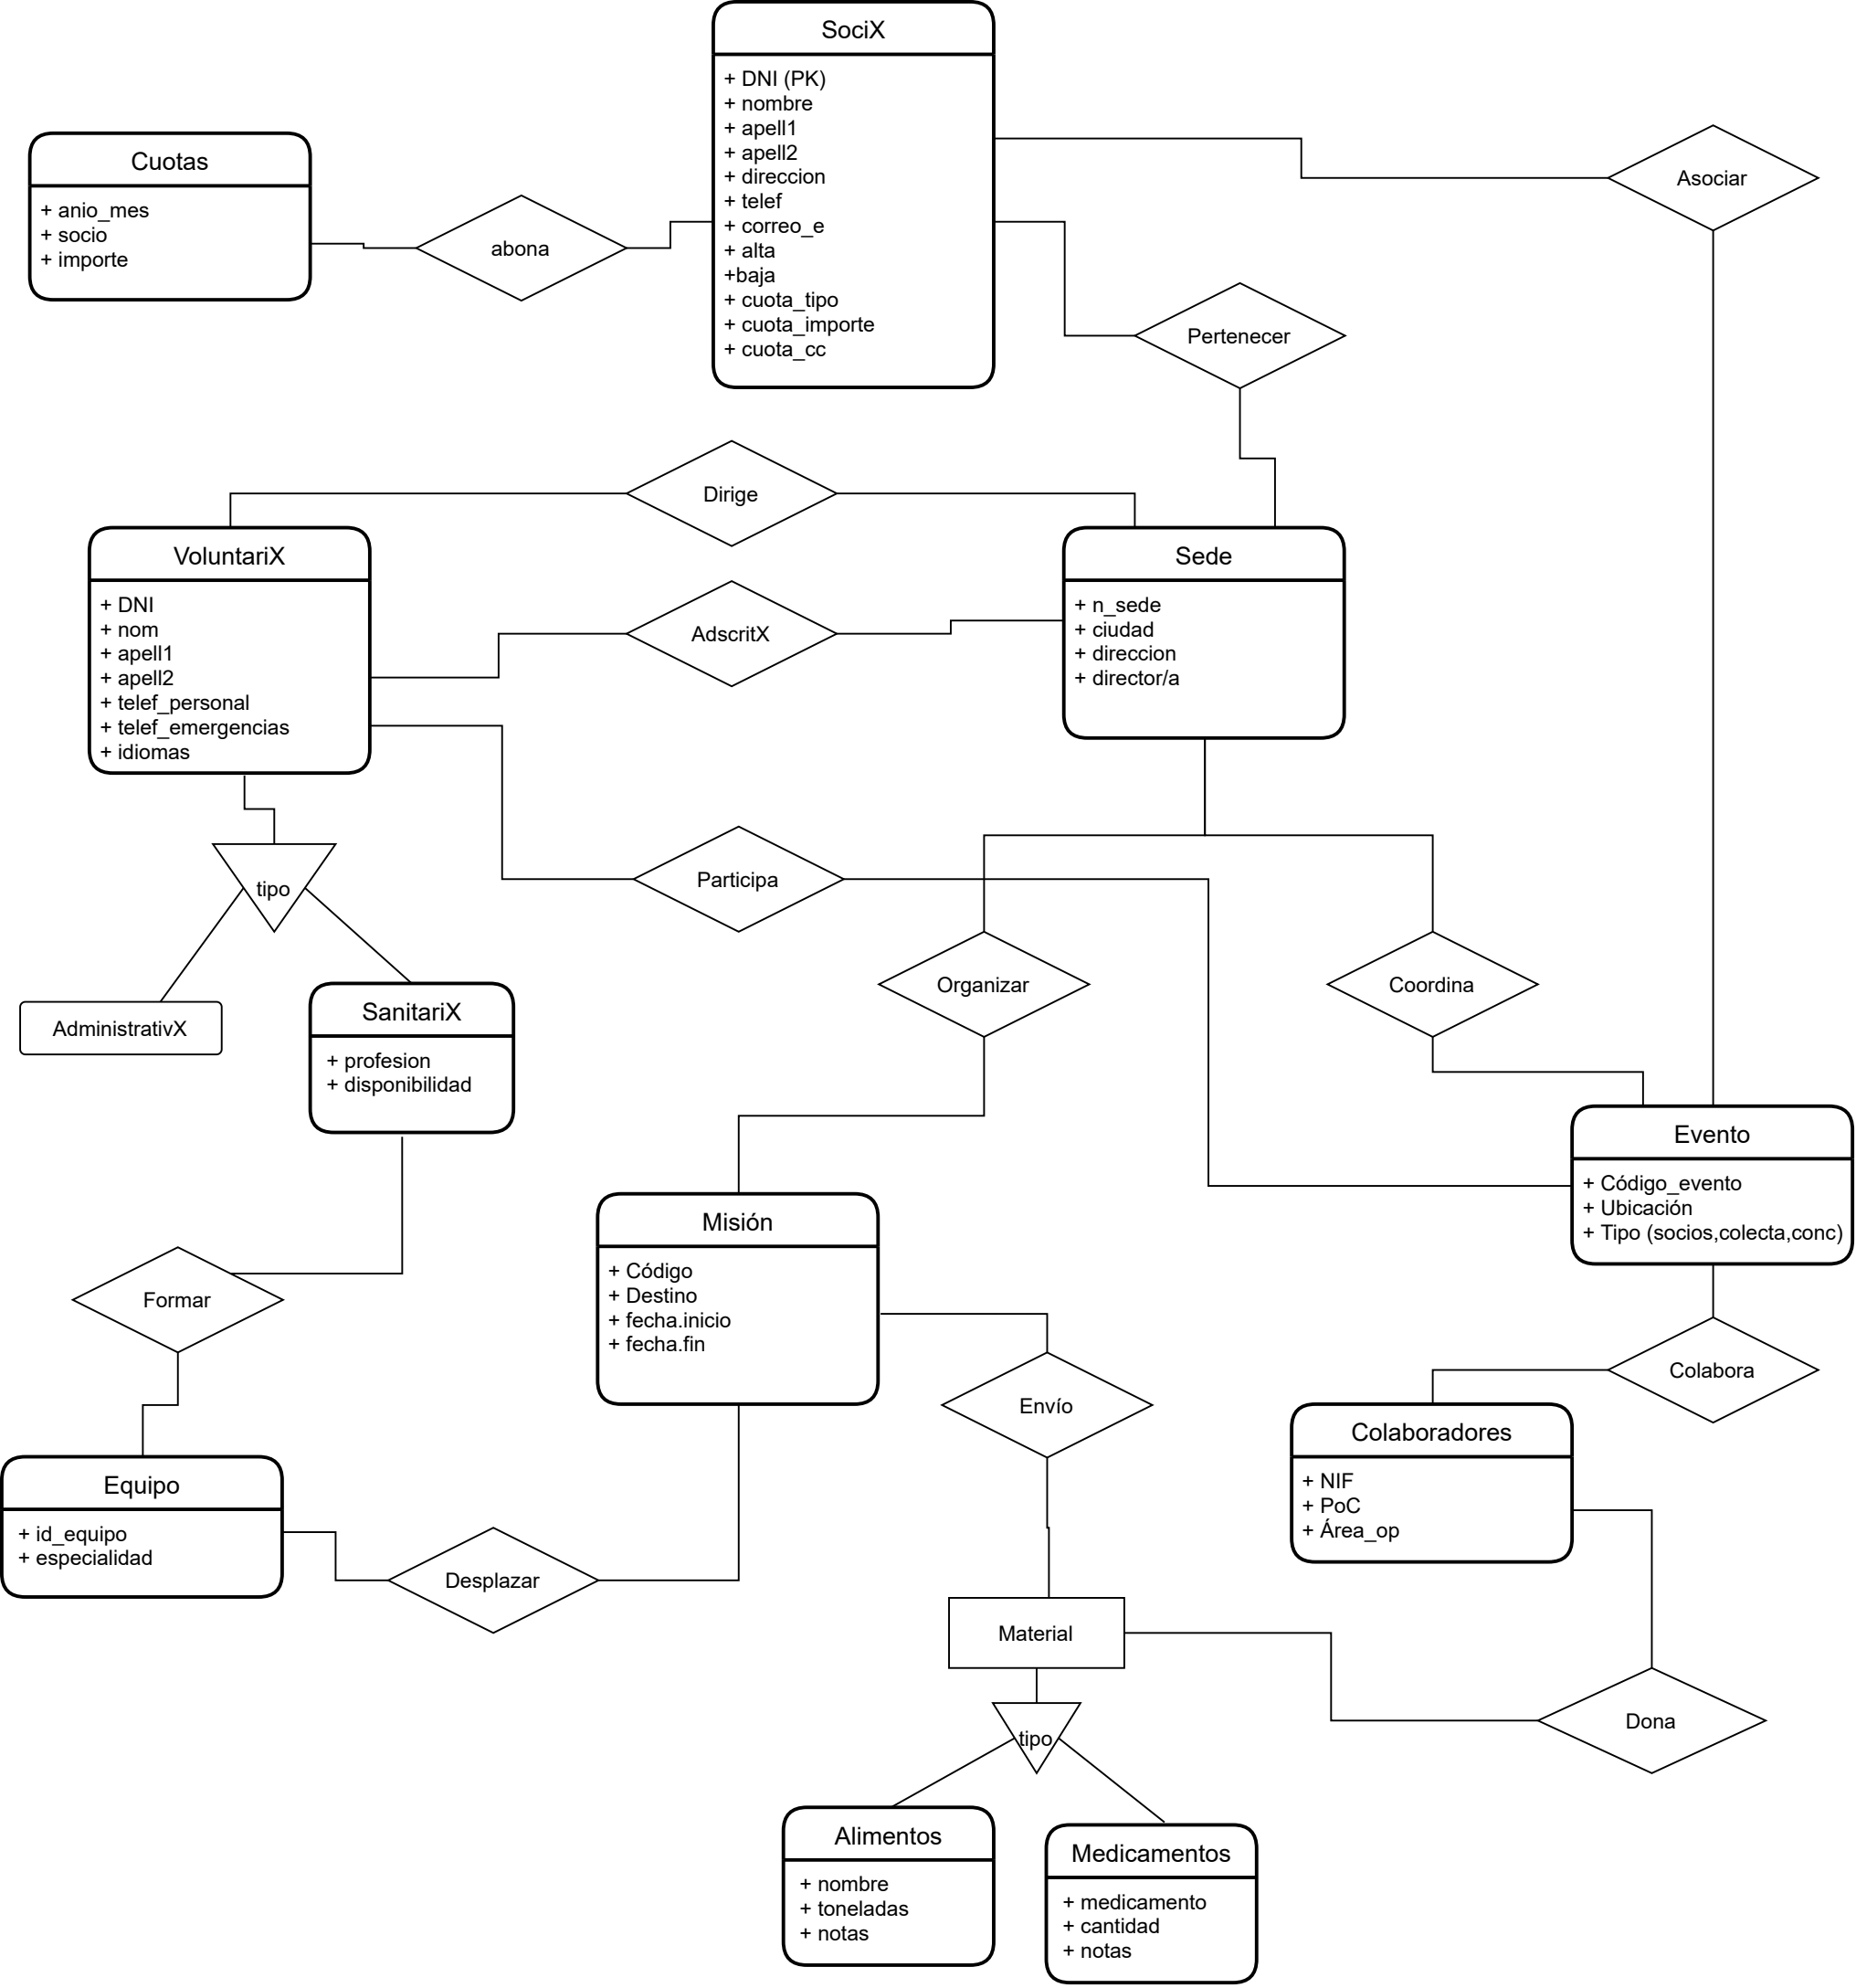 SociX
+ DNI (PK)
+ nombre
+ apell1
+ apell2
+ direccion
+ telef
+ correo_e
+ alta
+baja
+ cuota_tipo
+ cuota_importe
+ cuota_cc
Cuotas
+ anio_mes
+ socio
+ importe
abona
Asociar
Pertenecer
Dirige
VoluntariX
+ DNI
+ nom
+ apell1
+ apell2
+ telef_personal
+ telef_emergencias
+ idiomas
AdscritX
Sede
+ n_sede
+ ciudad
+ direccion
+ director/a
tipo
Participa
Organizar
Coordina
AdministrativX
SanitariX
+ profesion
+ disponibilidad
Evento
+ Código_evento
+ Ubicación
+ Tipo (socios,colecta,conc)
Misión
+ Código
+ Destino
+ fecha.inicio
+ fecha.fin
Formar
Envío
Colabora
Colaboradores
+ NIF
+ PoC
+ Área_op
Equipo
+ id_equipo
+ especialidad
Desplazar
Material
Dona
tipo
Alimentos
+ nombre
+ toneladas
+ notas
Medicamentos
+ medicamento
+ cantidad
+ notas